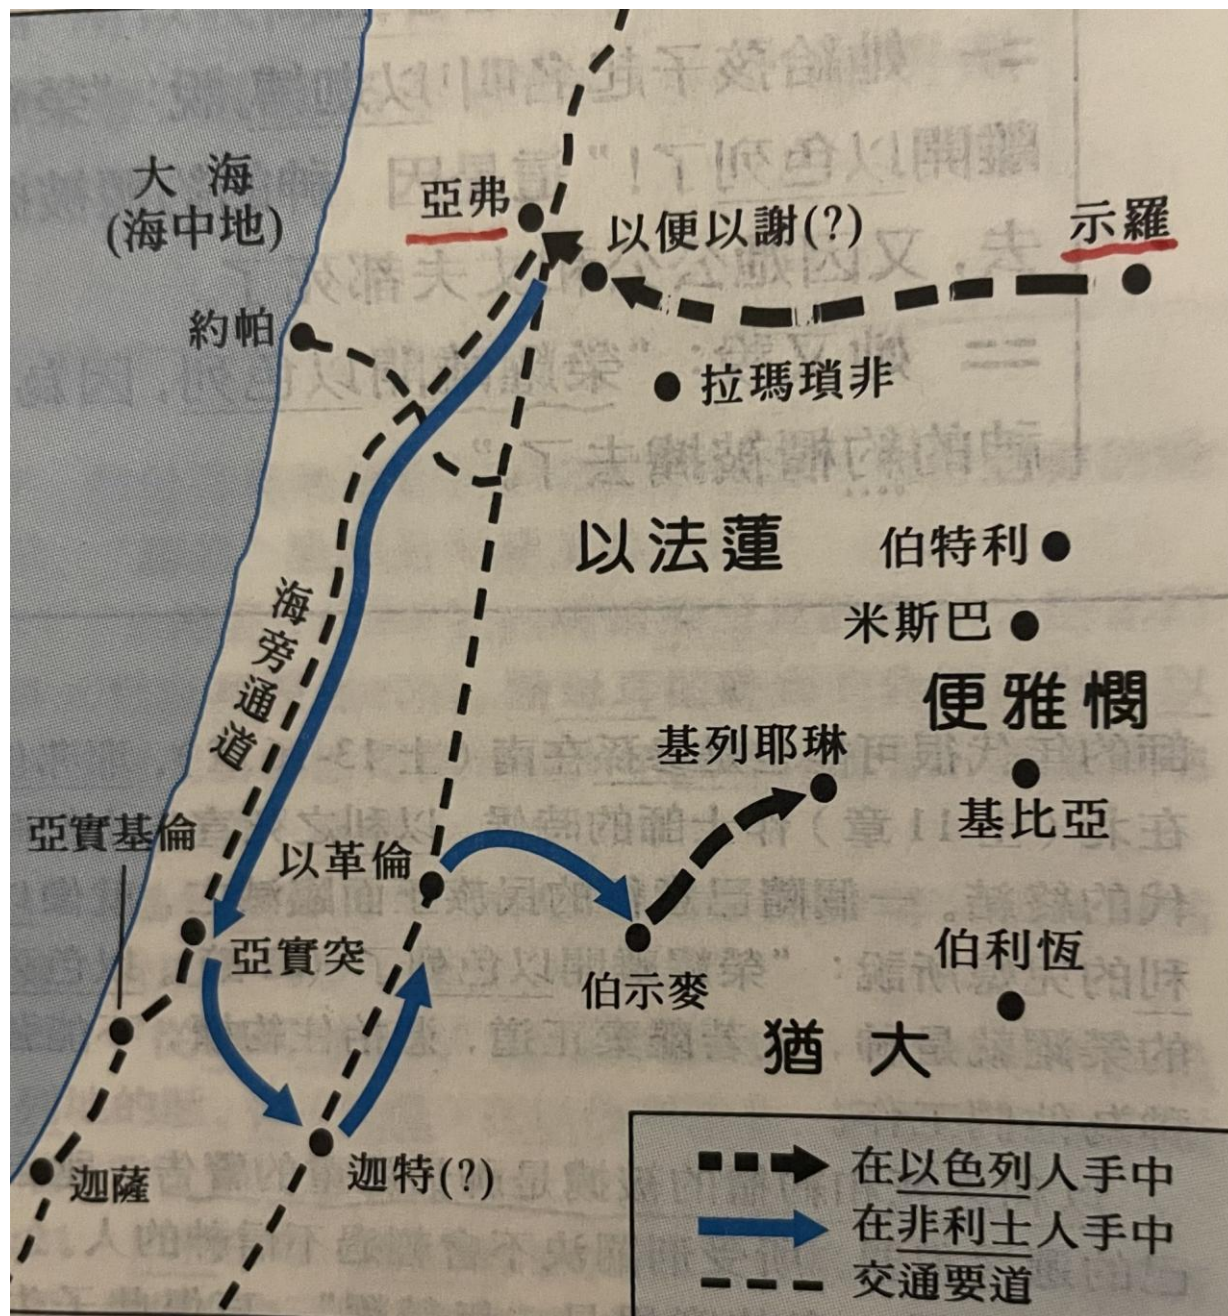 大海
(海中地)
亞弗
以便以謝(?)
示羅
約帕
拉瑪瑣非
以法蓮
伯特利
米斯巴
便雅憫
海旁通道
基列耶琳
基比亞
亞實基倫
以革倫
亞實突
伯示麥
伯利恆
猶大
迦薩
迦特(?)
在以色列人手中
在非利士人手中
交通要道